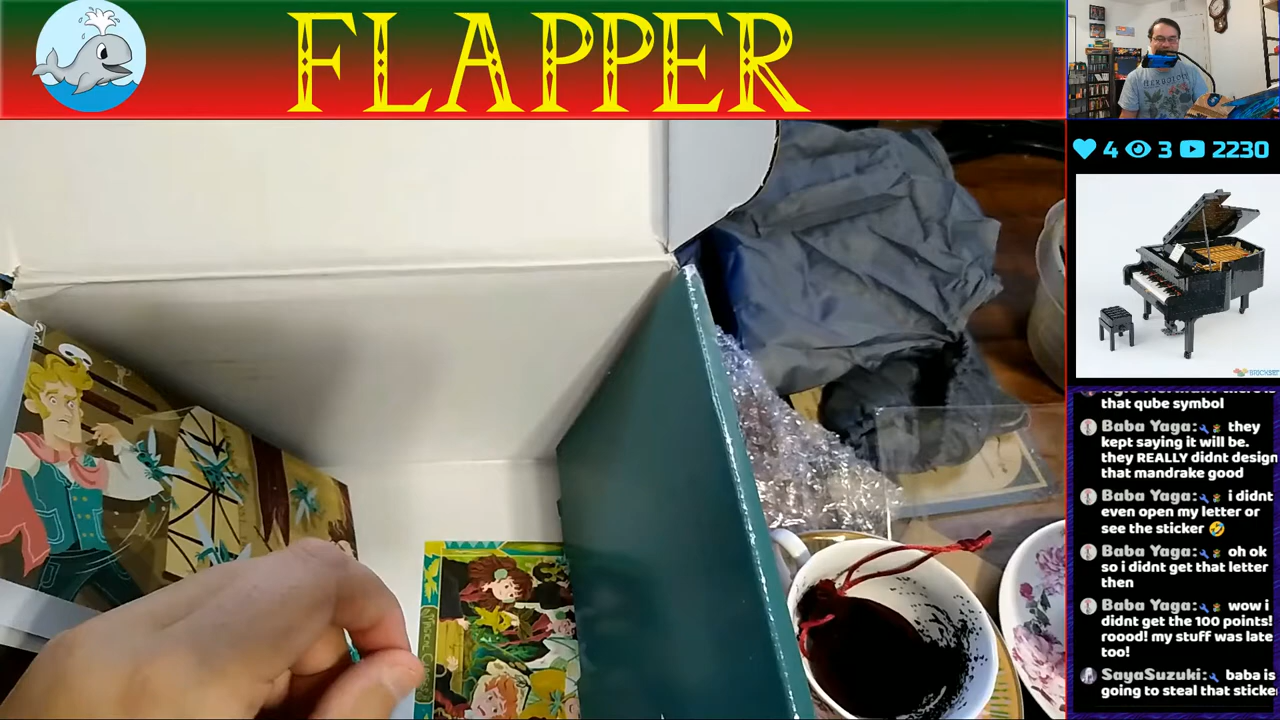 FLAPPER
4 3 2230
that qube symbol
Baba Yaga: they
kept saying it will be.
they REALLY didnt design
that mandrake good
Baba Yaga: i didnt
even open my letter or
see the sticker 🤣
Baba Yaga: oh ok
so i didnt get that letter
then
Baba Yaga: wow i
didnt get the 100 points!
roood! my stuff was late
too!
SayaSuzuki: baba is
going to steal that sticke